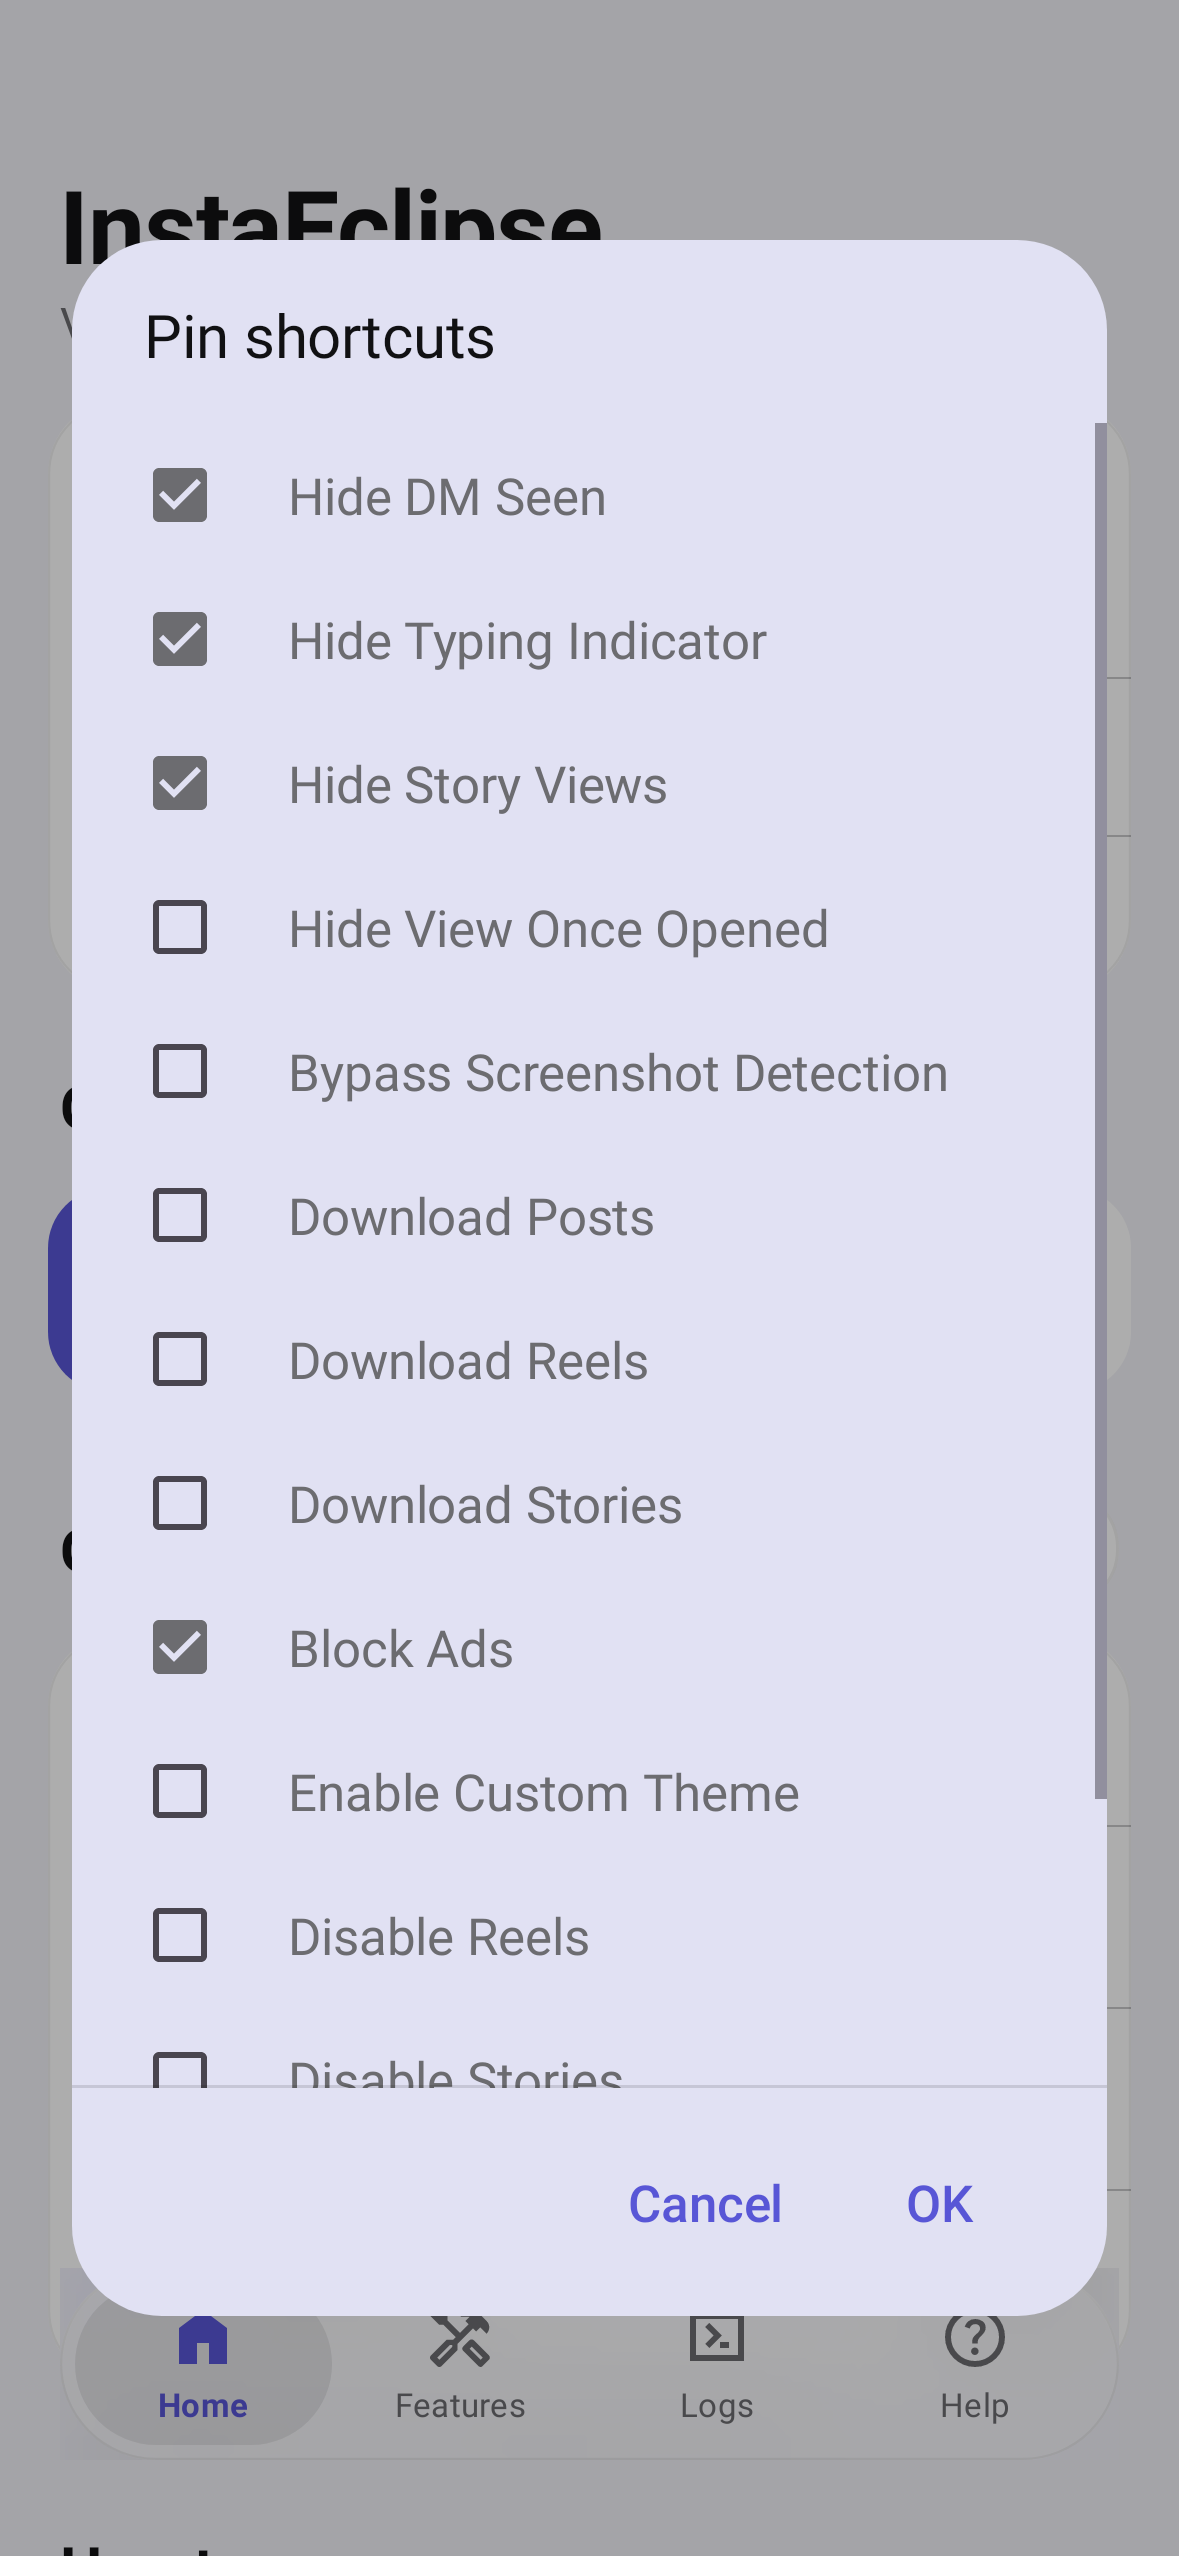 InstaEclipse
Pin shortcuts
Hide DM Seen
Hide Typing Indicator
Hide Story Views
Hide View Once Opened
Bypass Screenshot Detection
Download Posts
Download Reels
Download Stories
Block Ads
Enable Custom Theme
Disable Reels
Disable Stories
Cancel
OK
Home
Features
Logs
Help